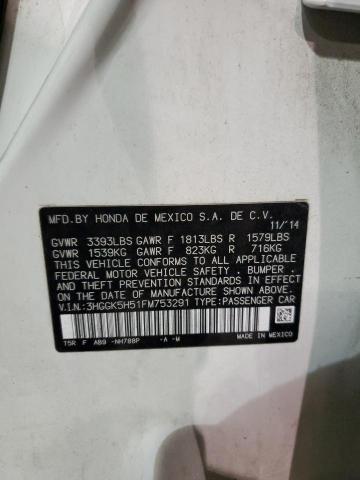 MFD.BY HONDA DE MEXICO S.A. DE C.V.
11/'14
GVWR 3393LBS GAWR F 1813LBS R 1579LBS
GVWR 1539KG GAWR F 823KG R 716KG
THIS VEHICLE CONFORMS TO ALL APPLICABLE
FEDERAL MOTOR VEHICLE SAFETY, BUMPER,
AND THEFT PREVENTION STANDARDS IN EFFECT ON
THE DATE OF MANUFACTURE SHOWN ABOVE.
V.I.N.:3HGGK5H51FM753291 TYPE:PASSENGER CAR
T5R F AB9 -NH788P -A -M
MADE IN MEXICO